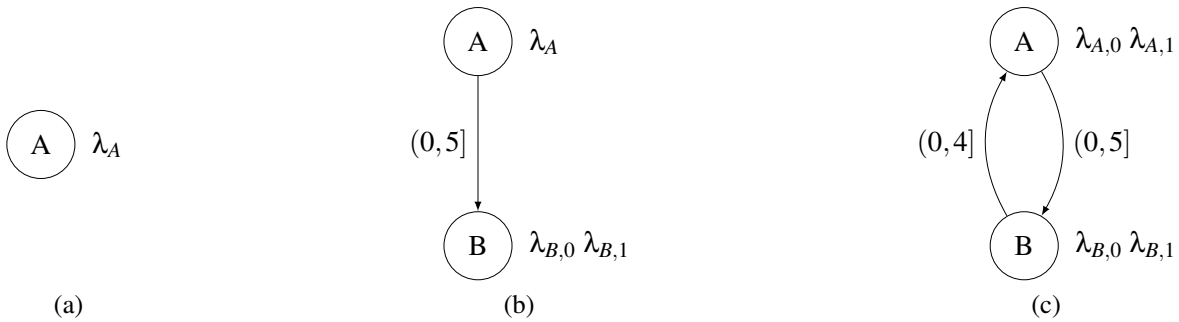 A λ_A
(a)
A λ_A
(0,5]
B λ_{B,0} λ_{B,1}
(b)
A λ_{A,0} λ_{A,1}
(0,4] (0,5]
B λ_{B,0} λ_{B,1}
(c)